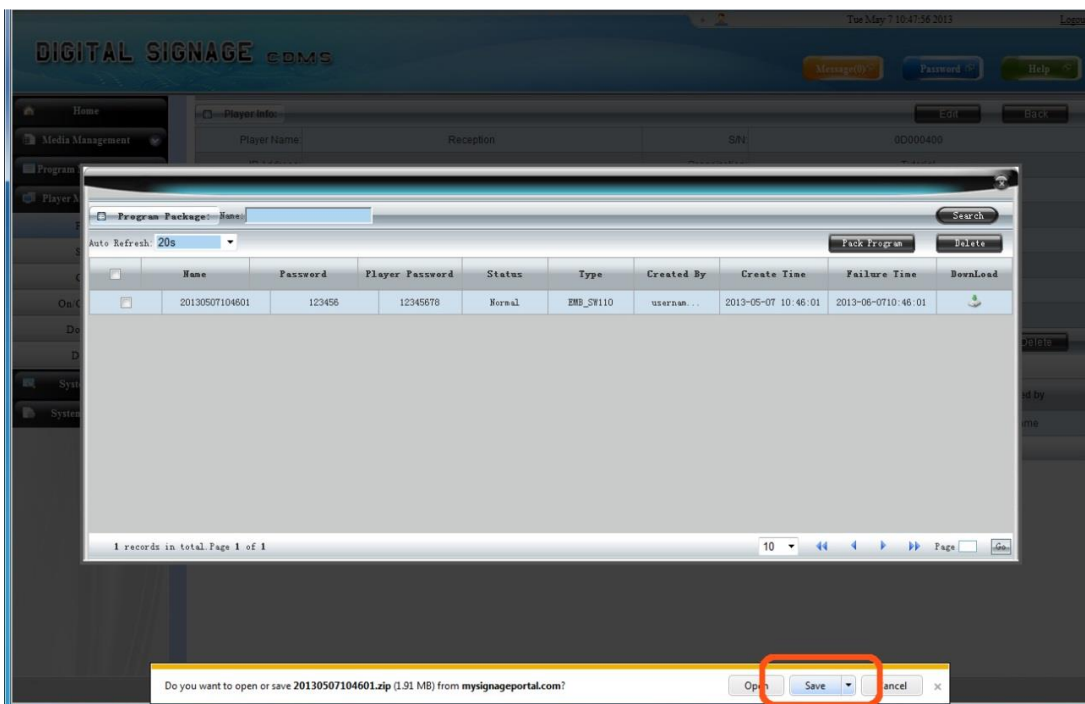 Tue May 7 10:47:56 2013
DIGITAL SIGNAGE CDMS
Message(0) Password Help
Home
Player Info: Edit Back
Media Management
Player Name: Reception S/N: 0D000400
Program
Player M
Program Package: Name: Search
Auto Refresh: 20s Pack Program Delete
Name Password Player Password Status Type Created By Create Time Failure Time DownLoad
20130507104601 123456 12345678 Normal EMB_SW110 usernam... 2013-05-07 10:46:01 2013-06-0710:46:01
On/C
Do
D
Delete
Syste
ed by
System
ame
1 records in total.Page 1 of 1 10 Page Go
Do you want to open or save 20130507104601.zip (1.91 MB) from mysignageportal.com? Open Save Cancel